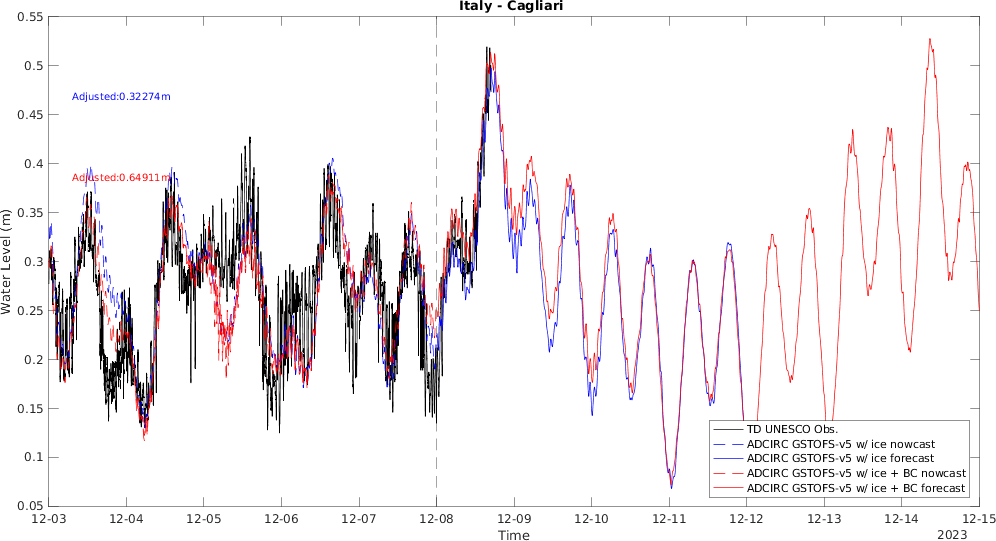 Italy - Cagliari
Water Level (m)
0.55
0.5
0.45
0.4
0.35
0.3
0.25
0.2
0.15
0.1
0.05
Adjusted:0.32274m
Adjusted:0.64911m
TD UNESCO Obs.
ADCIRC GSTOFS-v5 w/ ice nowcast
ADCIRC GSTOFS-v5 w/ ice forecast
ADCIRC GSTOFS-v5 w/ ice + BC nowcast
ADCIRC GSTOFS-v5 w/ ice + BC forecast
12-03 12-04 12-05 12-06 12-07 12-08 12-09 12-10 12-11 12-12 12-13 12-14 12-15
Time
2023